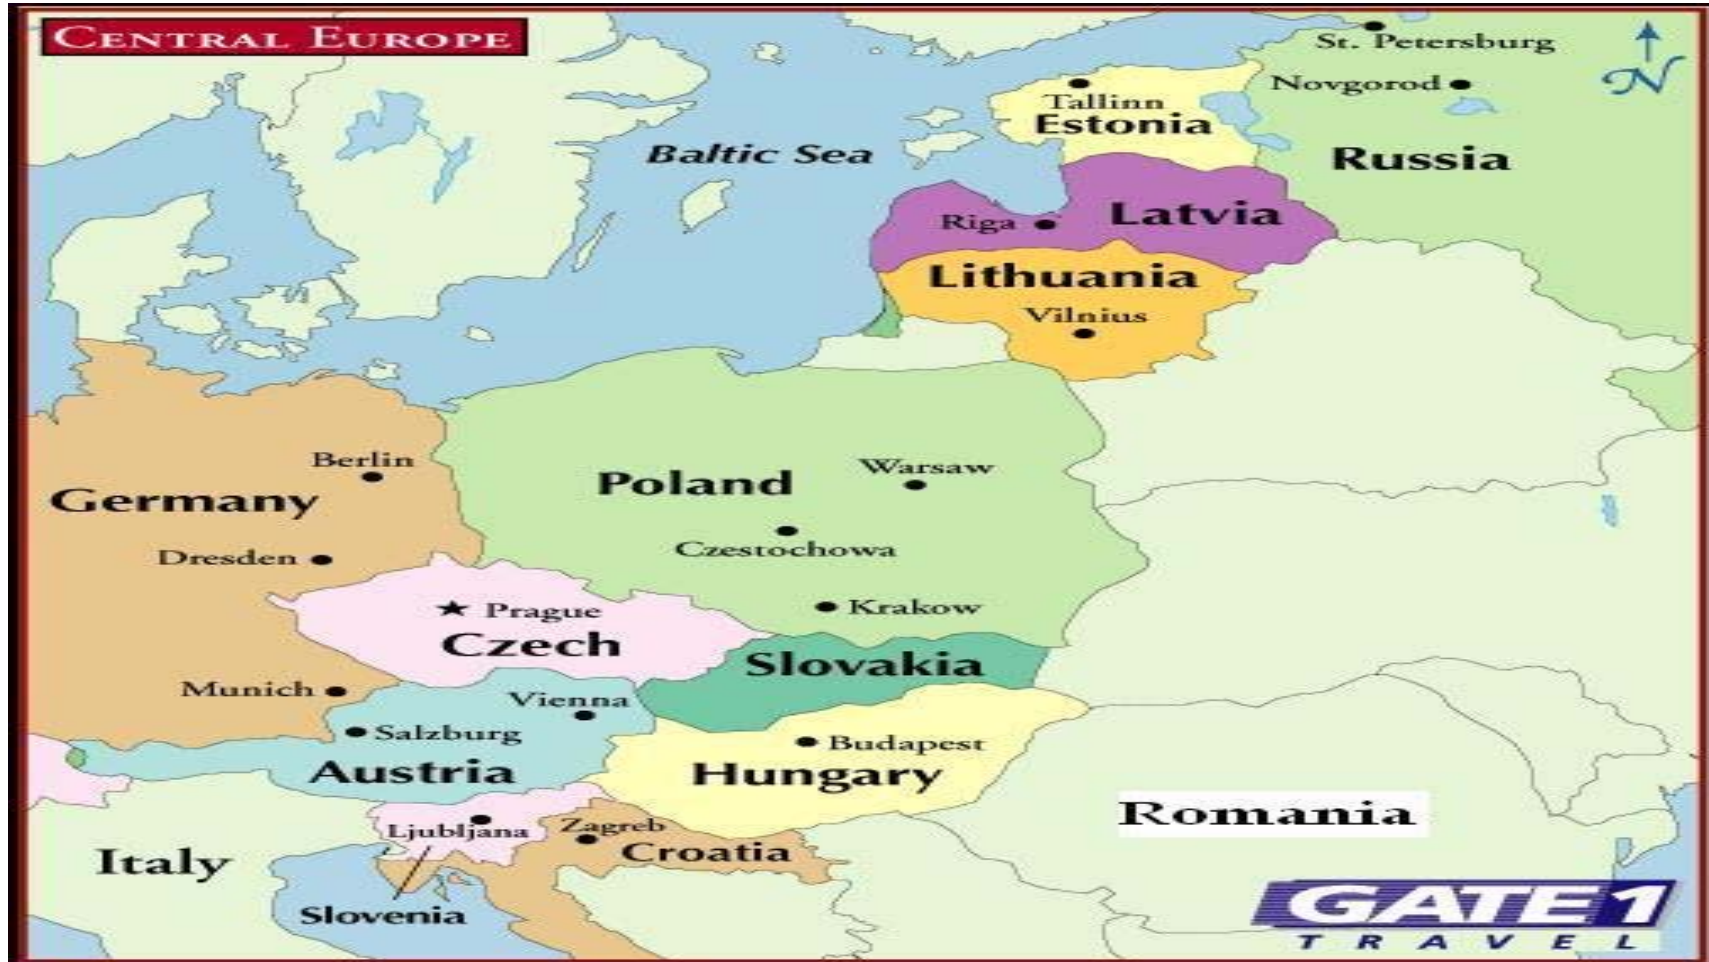 CENTRAL EUROPE
St. Petersburg
N
Novgorod
Tallinn
Estonia
Baltic Sea
Russia
Riga
Latvia
Lithuania
Vilnius
Berlin
Germany
Poland
Warsaw
Dresden
Czestochowa
Prague
Krakow
Czech
Slovakia
Munich
Vienna
Salzburg
Budapest
Austria
Hungary
Romania
Ljubljana
Zagreb
Croatia
Italy
Slovenia
GATE 1
TRAVEL